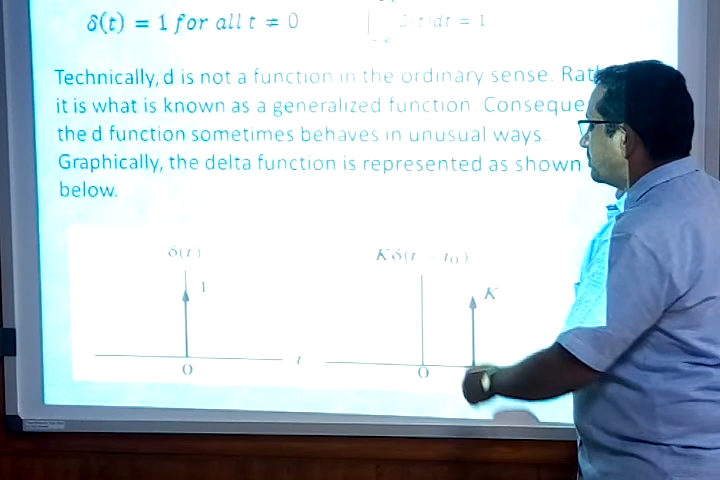 δ(t) = 1 for all t ≠ 0
δ(t)dt = 1
Technically, d is not a function in the ordinary sense.
it is what is known as a generalized function.
the d function sometimes behaves in unusual ways.
Graphically, the delta function is represented as shown
below.
δ(t) Kδ(t - t₀)
1 K
t
0 0